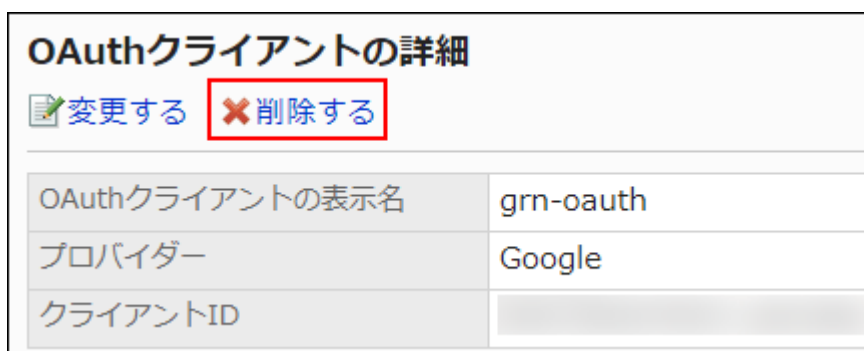 OAuthクライアントの詳細
変更する 削除する
OAuthクライアントの表示名 grn-oauth
プロバイダー Google
クライアントID